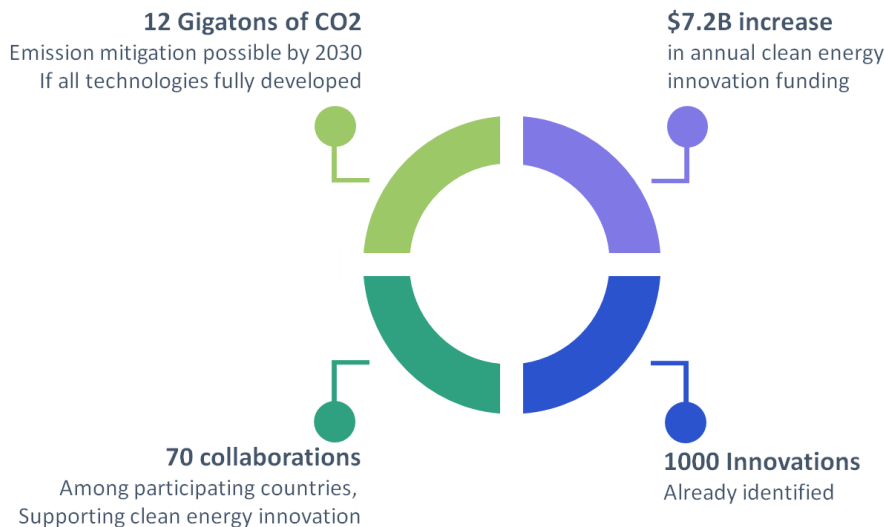 12 Gigatons of CO2
Emission mitigation possible by 2030
If all technologies fully developed
$7.2B increase
in annual clean energy
innovation funding
70 collaborations
Among participating countries,
Supporting clean energy innovation
1000 Innovations
Already identified